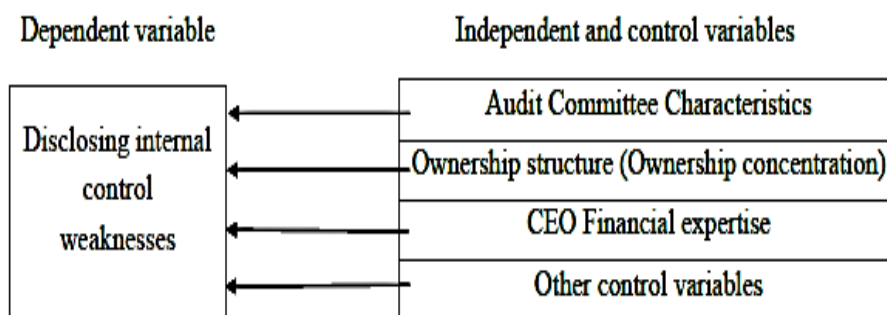 Dependent variable
Independent and control variables
Disclosing internal
control
weaknesses
Audit Committee Characteristics
Ownership structure (Ownership concentration)
CEO Financial expertise
Other control variables